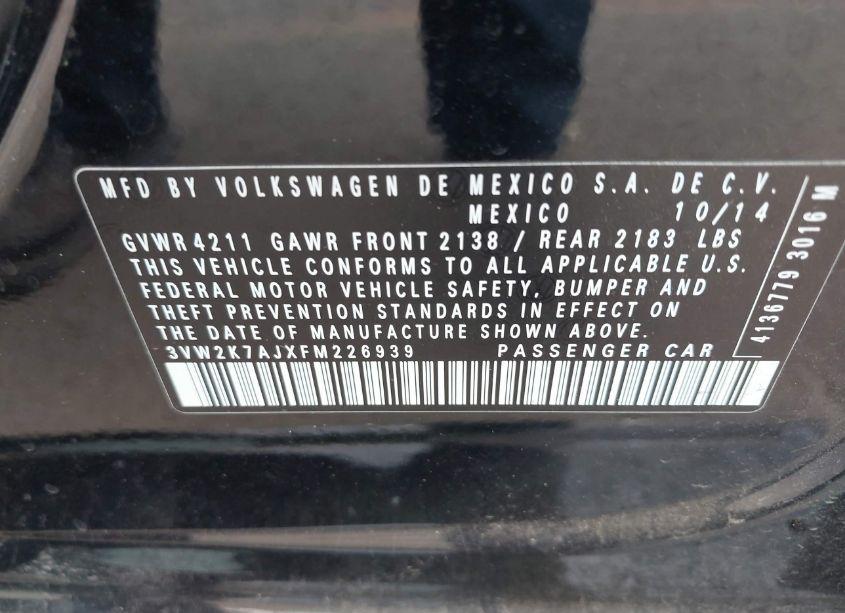 MFD BY VOLKSWAGEN DE MEXICO S.A. DE C.V.
MEXICO 10/14
GVWR 4211 GAWR FRONT 2138 / REAR 2183 LBS
THIS VEHICLE CONFORMS TO ALL APPLICABLE U.S.
FEDERAL MOTOR VEHICLE SAFETY, BUMPER AND
THEFT PREVENTION STANDARDS IN EFFECT ON
THE DATE OF MANUFACTURE SHOWN ABOVE.
3VW2K7AJXFM226939 PASSENGER CAR
4136779 3016 M